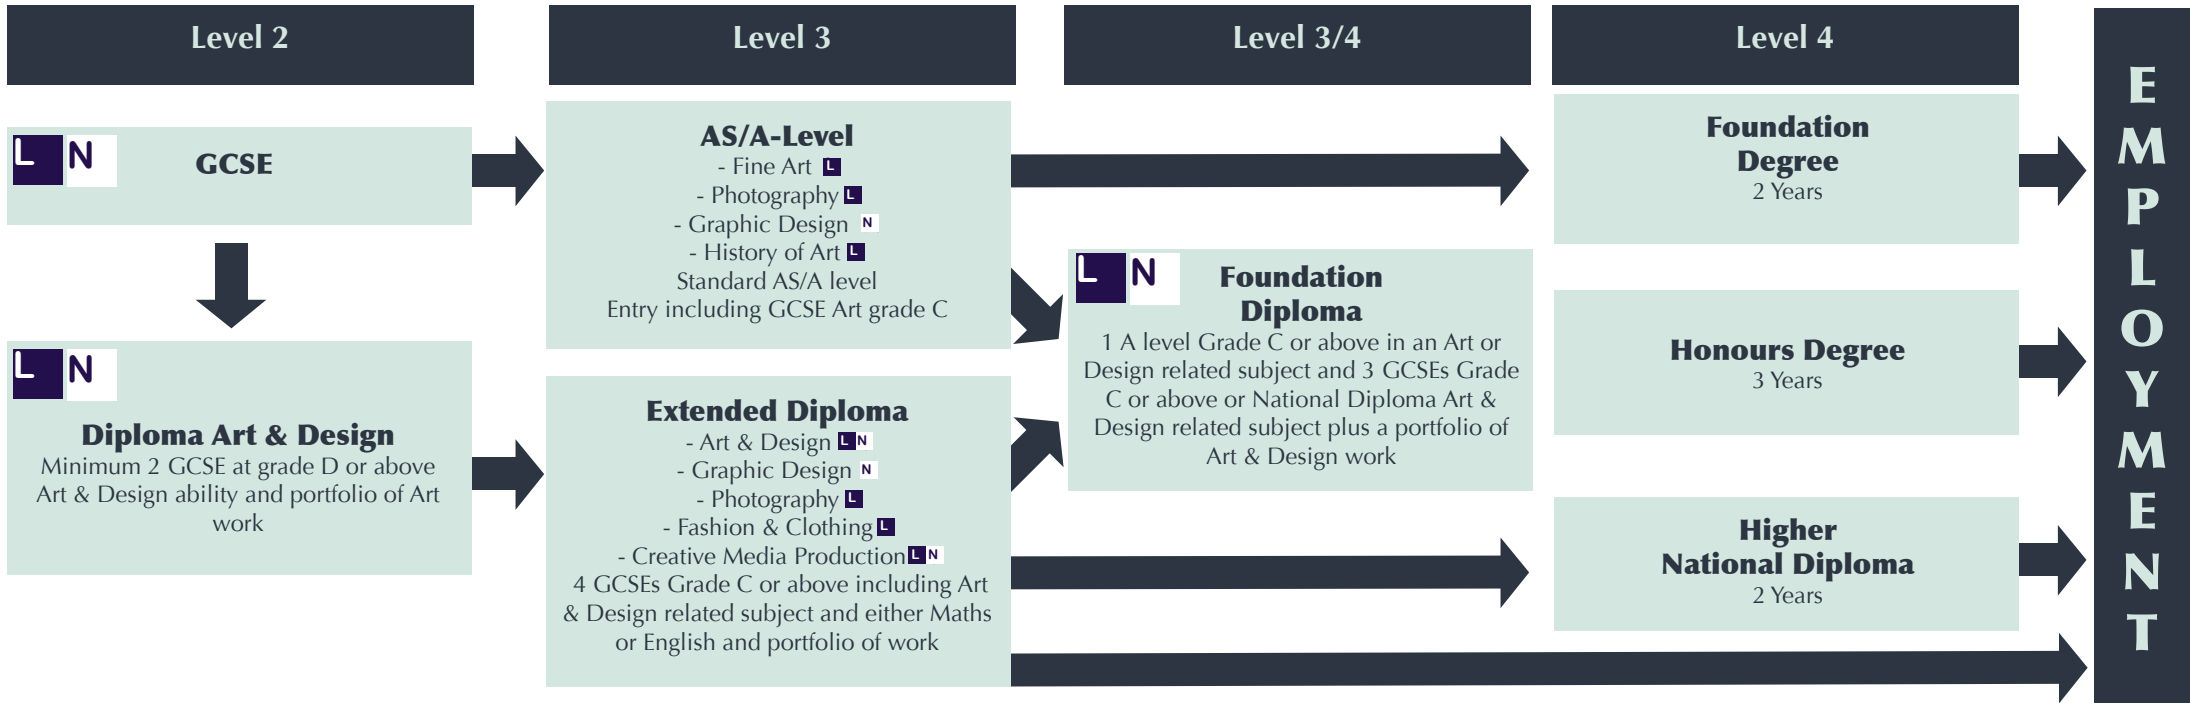 Level 2
Level 3
Level 3/4
Level 4
L N
GCSE
L N
Diploma Art & Design
Minimum 2 GCSE at grade D or above
Art & Design ability and portfolio of Art
work
AS/A-Level
- Fine Art L
- Photography L
- Graphic Design N
- History of Art L
Standard AS/A level
Entry including GCSE Art grade C
Extended Diploma
- Art & Design L N
- Graphic Design N
- Photography L
- Fashion & Clothing L
- Creative Media Production L N
4 GCSEs Grade C or above including Art
& Design related subject and either Maths
or English and portfolio of work
L N
Foundation
Diploma
1 A level Grade C or above in an Art or
Design related subject and 3 GCSEs Grade
C or above or National Diploma Art &
Design related subject plus a portfolio of
Art & Design work
Foundation
Degree
2 Years
Honours Degree
3 Years
Higher
National Diploma
2 Years
EMPLOYMENT